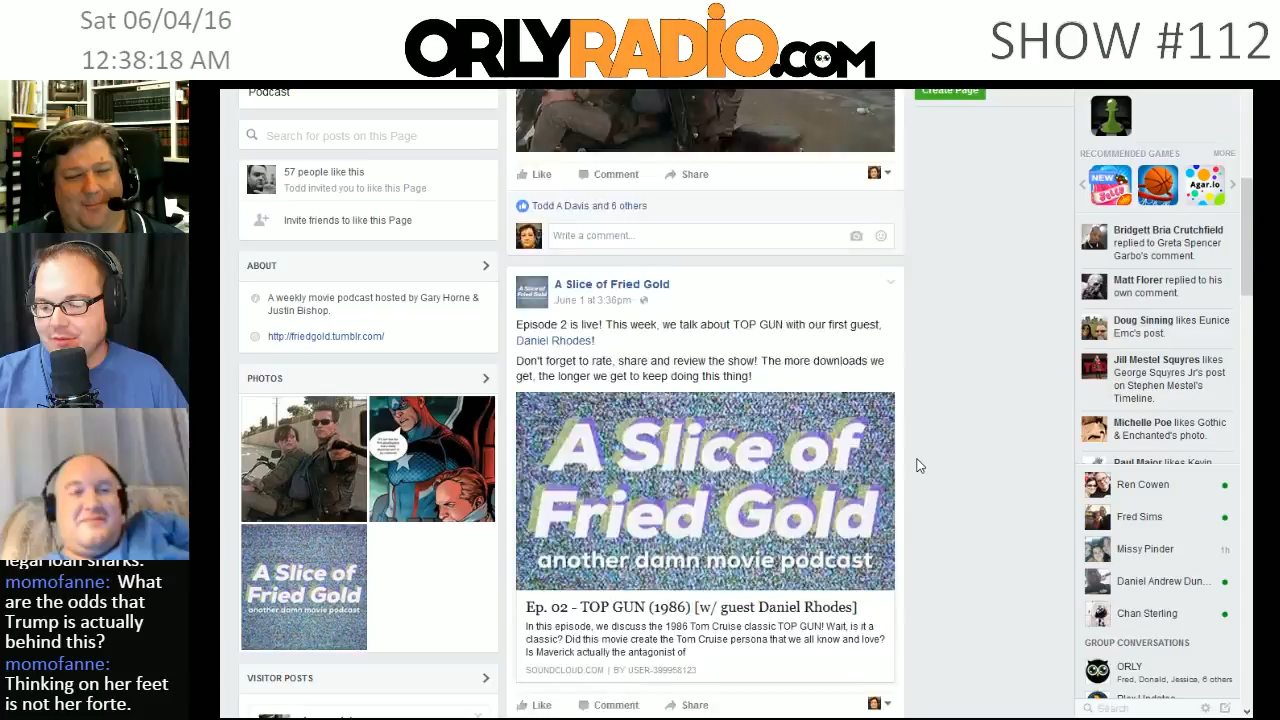 Sat 06/04/16
12:38:18 AM
ORLYRADiO.COM
SHOW #112
Podcast
Search for posts on this Page
57 people like this
Todd invited you to like this Page
Invite friends to like this Page
ABOUT
A weekly movie podcast hosted by Gary Horne &
Justin Bishop.
http://friedgold.tumblr.com/
PHOTOS
A Slice of
Fried Gold
another damn movie podcast
VISITOR POSTS
Like Comment Share
Todd A Davis and 6 others
Write a comment...
A Slice of Fried Gold
June 1 at 3:36pm
Episode 2 is live! This week, we talk about TOP GUN with our first guest,
Daniel Rhodes!
Don't forget to rate, share and review the show! The more downloads we
get, the longer we get to keep doing this thing!
A Slice of
Fried Gold
another damn movie podcast
Ep. 02 - TOP GUN (1986) [w/ guest Daniel Rhodes]
In this episode, we discuss the 1986 Tom Cruise classic TOP GUN! Wait, is it a
classic? Did this movie create the Tom Cruise persona that we all know and love?
Is Maverick actually the antagonist of
SOUNDCLOUD.COM | BY USER-399958123
Like Comment Share
Create Page
RECOMMENDED GAMES MORE
NEW
Agar.io
Bridgett Bria Crutchfield
replied to Greta Spencer
Garbo's comment.
Matt Florer replied to his
own comment.
Doug Sinning likes Eunice
Emc's post.
Jill Mestel Squyres likes
George Squyres Jr's post
on Stephen Mestel's
Timeline.
Michelle Poe likes Gothic
& Enchanted's photo.
Paul Major likes Kevin
Ren Cowen
Fred Sims
Missy Pinder 1h
Daniel Andrew Dun...
Chan Sterling
GROUP CONVERSATIONS
ORLY
Fred, Donald, Jessica, 6 others
Search
legal loan sharks.
momofanne: What
are the odds that
Trump is actually
behind this?
momofanne:
Thinking on her feet
is not her forte.